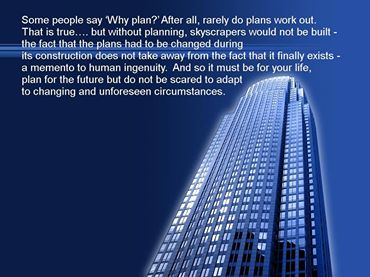 Some people say ‘Why plan?’ After all, rarely do plans work out.
That is true…. but without planning, skyscrapers would not be built -
the fact that the plans had to be changed during
its construction does not take away from the fact that it finally exists -
a memento to human ingenuity.  And so it must be for your life,
plan for the future but do not be scared to adapt
to changing and unforeseen circumstances.